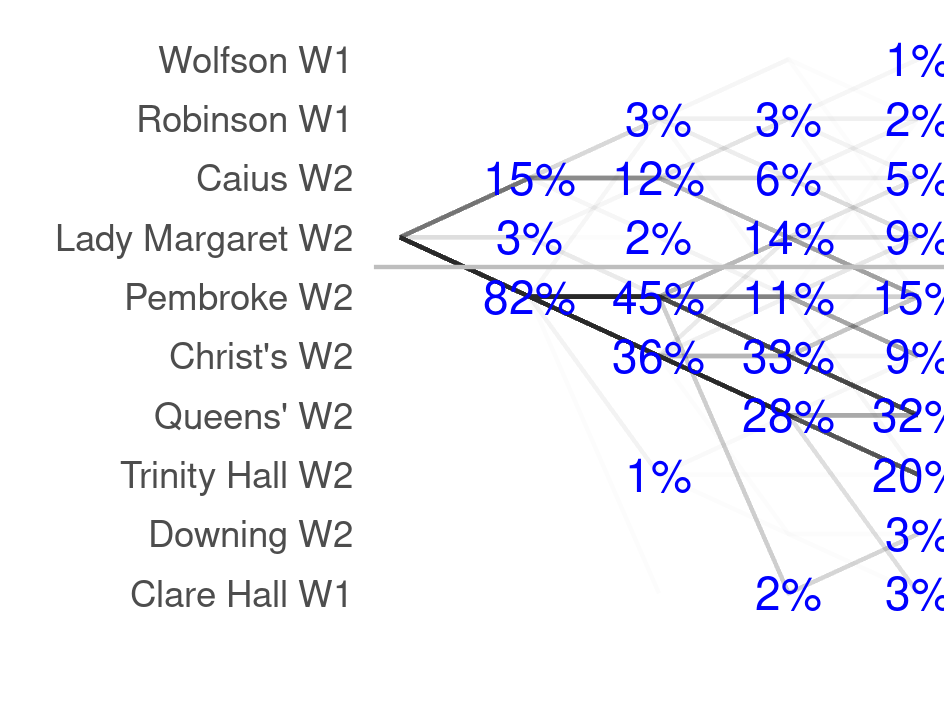 Wolfson W1 1%
Robinson W1 3% 3% 2%
Caius W2 15% 12% 6% 5%
Lady Margaret W2 3% 2% 14% 9%
Pembroke W2 82% 45% 11% 15%
Christ's W2 36% 33% 9%
Queens' W2 28% 32%
Trinity Hall W2 1% 20%
Downing W2 3%
Clare Hall W1 2% 3%